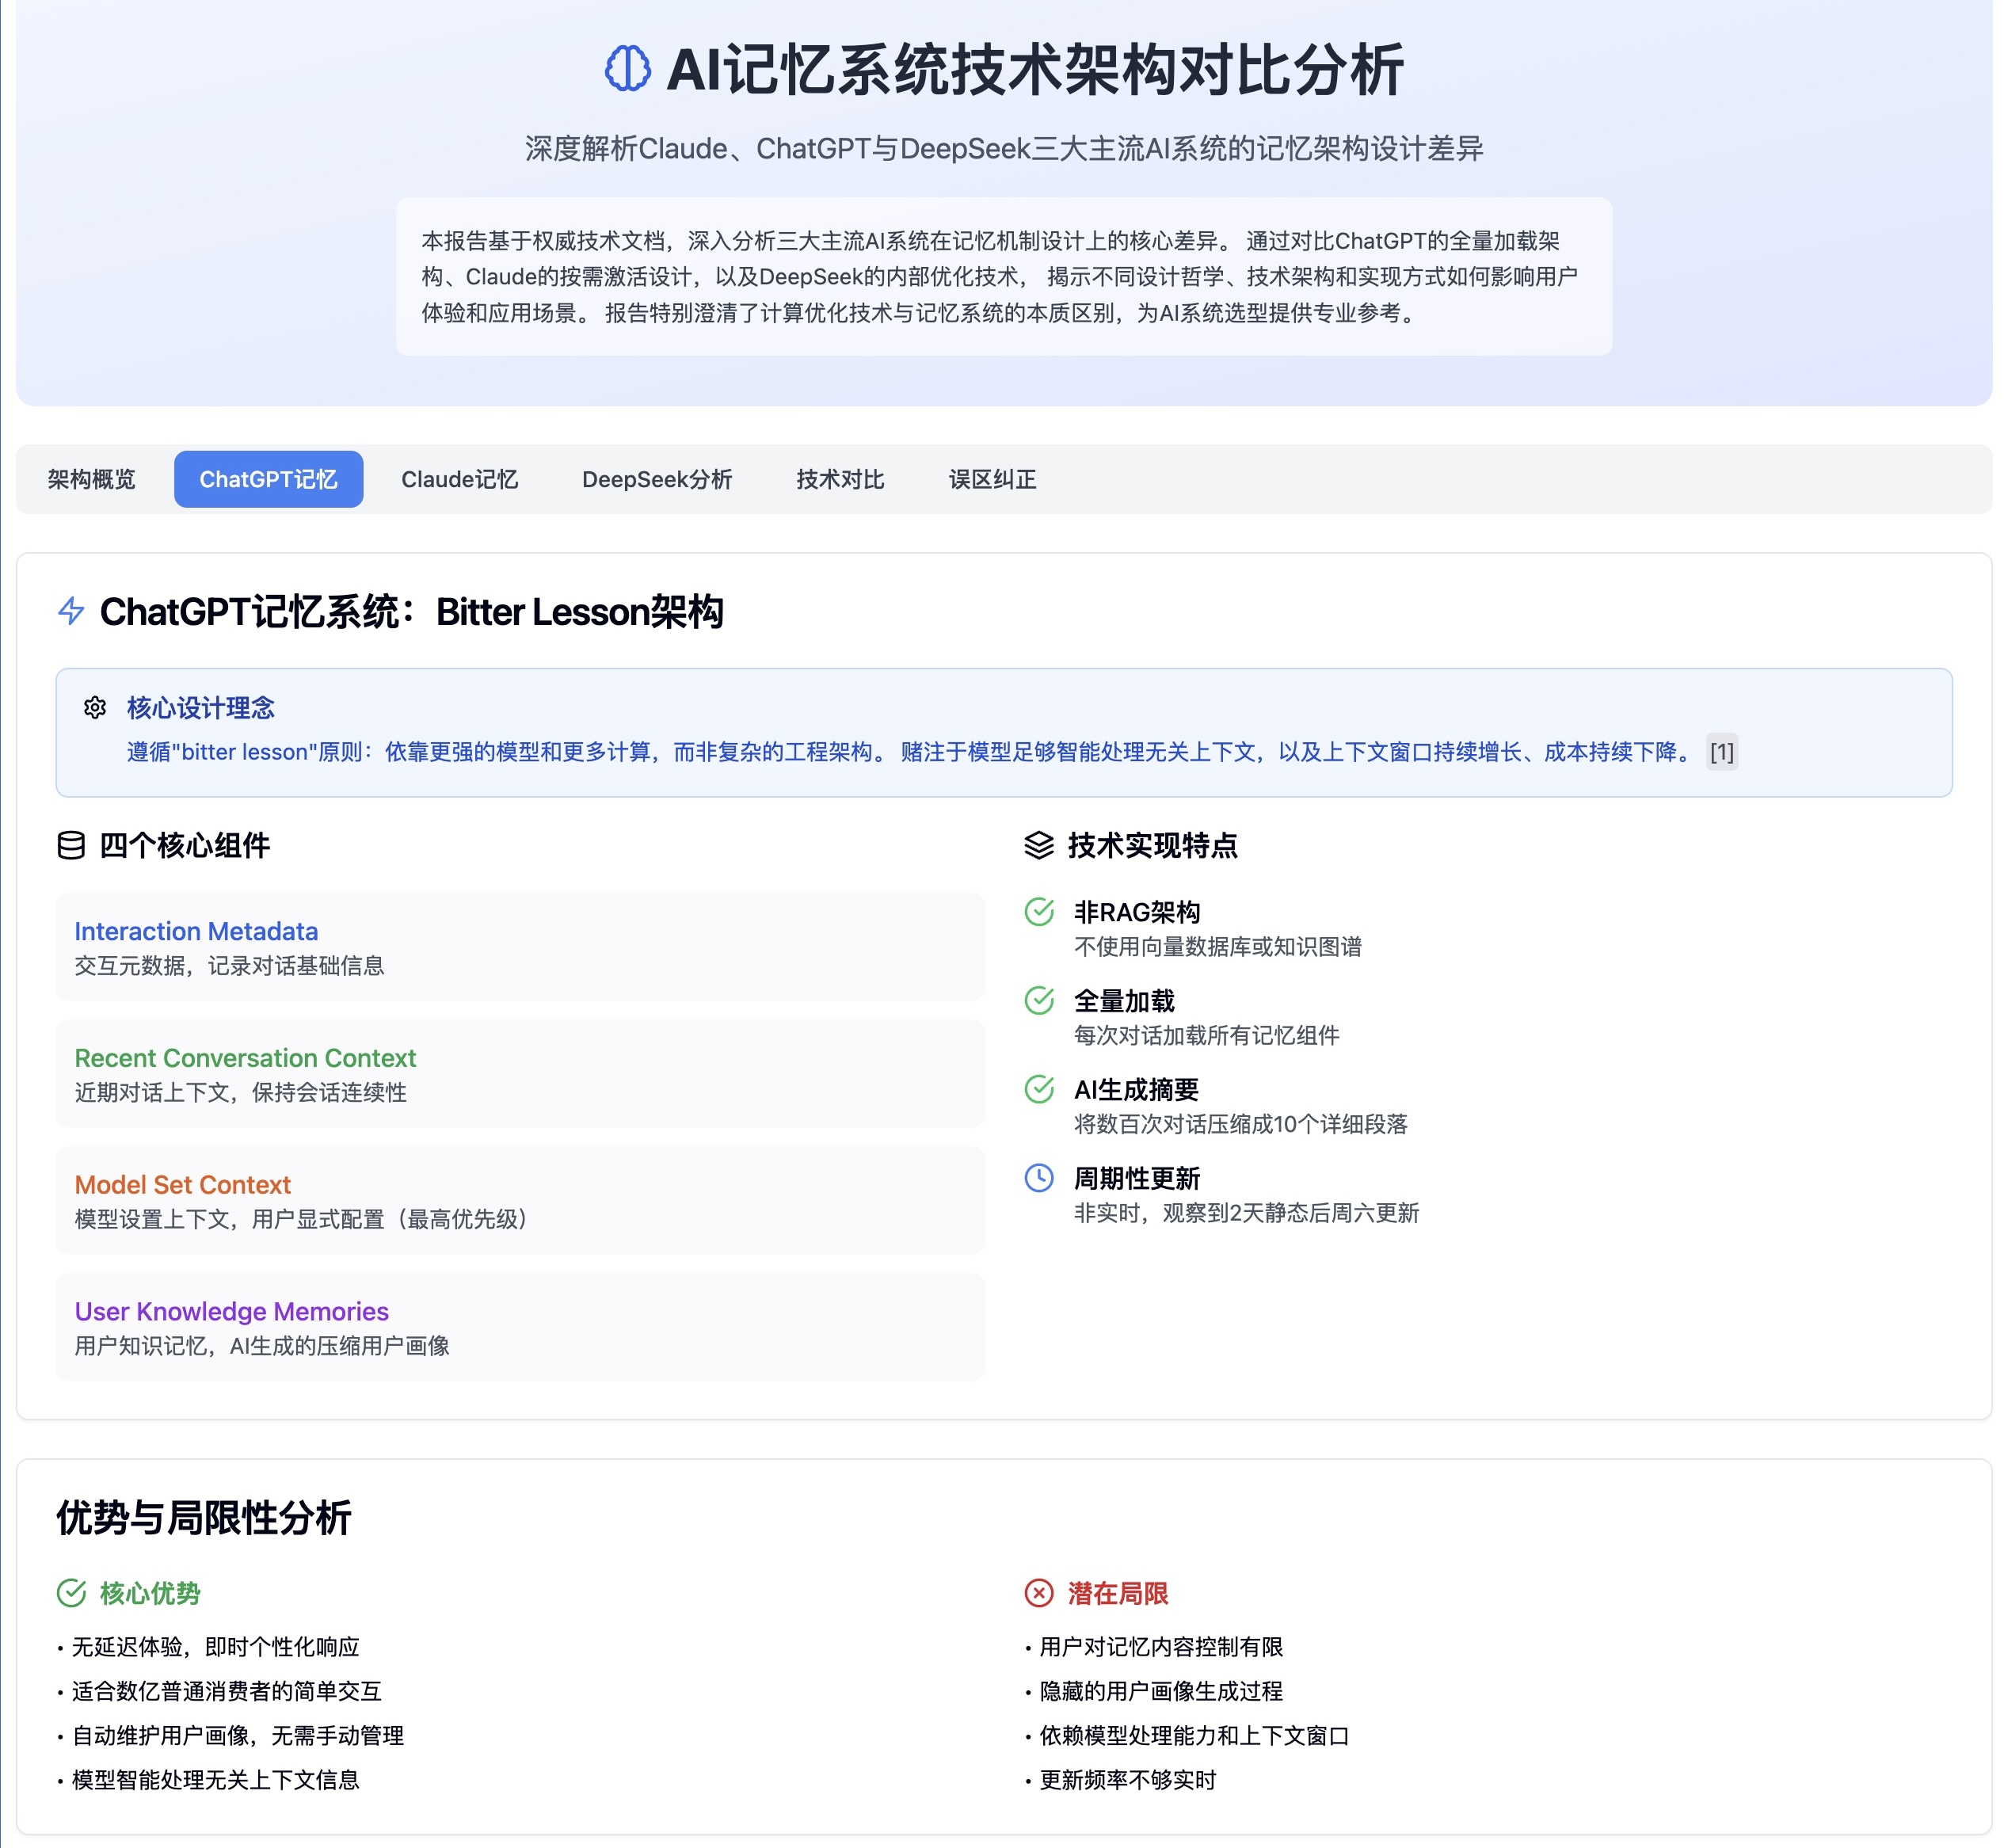 AI记忆系统技术架构对比分析
深度解析Claude、ChatGPT与DeepSeek三大主流AI系统的记忆架构设计差异
本报告基于权威技术文档，深入分析三大主流AI系统在记忆机制设计上的核心差异。 通过对比ChatGPT的全量加载架
构、Claude的按需激活设计，以及DeepSeek的内部优化技术， 揭示不同设计哲学、技术架构和实现方式如何影响用户
体验和应用场景。 报告特别澄清了计算优化技术与记忆系统的本质区别，为AI系统选型提供专业参考。
架构概览 ChatGPT记忆 Claude记忆 DeepSeek分析 技术对比 误区纠正
ChatGPT记忆系统：Bitter Lesson架构
核心设计理念
遵循"bitter lesson"原则：依靠更强的模型和更多计算，而非复杂的工程架构。 赌注于模型足够智能处理无关上下文，以及上下文窗口持续增长、成本持续下降。 [1]
四个核心组件
Interaction Metadata
交互元数据，记录对话基础信息
Recent Conversation Context
近期对话上下文，保持会话连续性
Model Set Context
模型设置上下文，用户显式配置（最高优先级）
User Knowledge Memories
用户知识记忆，AI生成的压缩用户画像
技术实现特点
非RAG架构
不使用向量数据库或知识图谱
全量加载
每次对话加载所有记忆组件
AI生成摘要
将数百次对话压缩成10个详细段落
周期性更新
非实时，观察到2天静态后周六更新
优势与局限性分析
核心优势
• 无延迟体验，即时个性化响应
• 适合数亿普通消费者的简单交互
• 自动维护用户画像，无需手动管理
• 模型智能处理无关上下文信息
潜在局限
• 用户对记忆内容控制有限
• 隐藏的用户画像生成过程
• 依赖模型处理能力和上下文窗口
• 更新频率不够实时